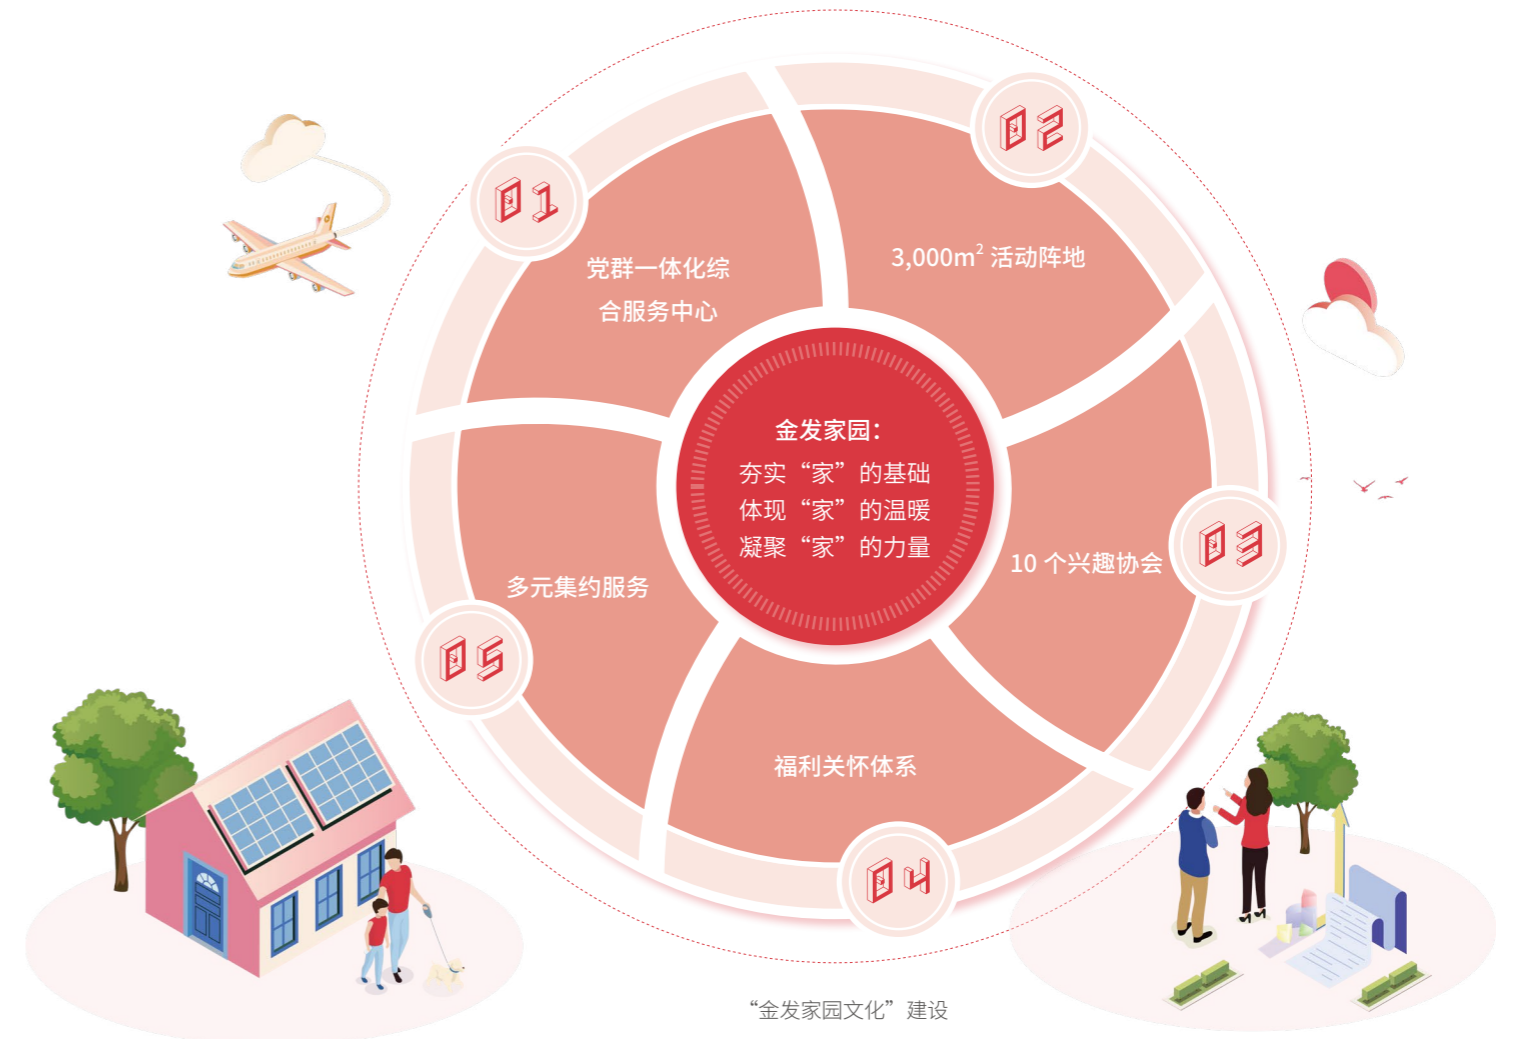 01
党群一体化综
合服务中心
02
3,000m² 活动阵地
03
10 个兴趣协会
04
福利关怀体系
05
多元集约服务
金发家园：
夯实“家”的基础
体现“家”的温暖
凝聚“家”的力量
“金发家园文化”建设